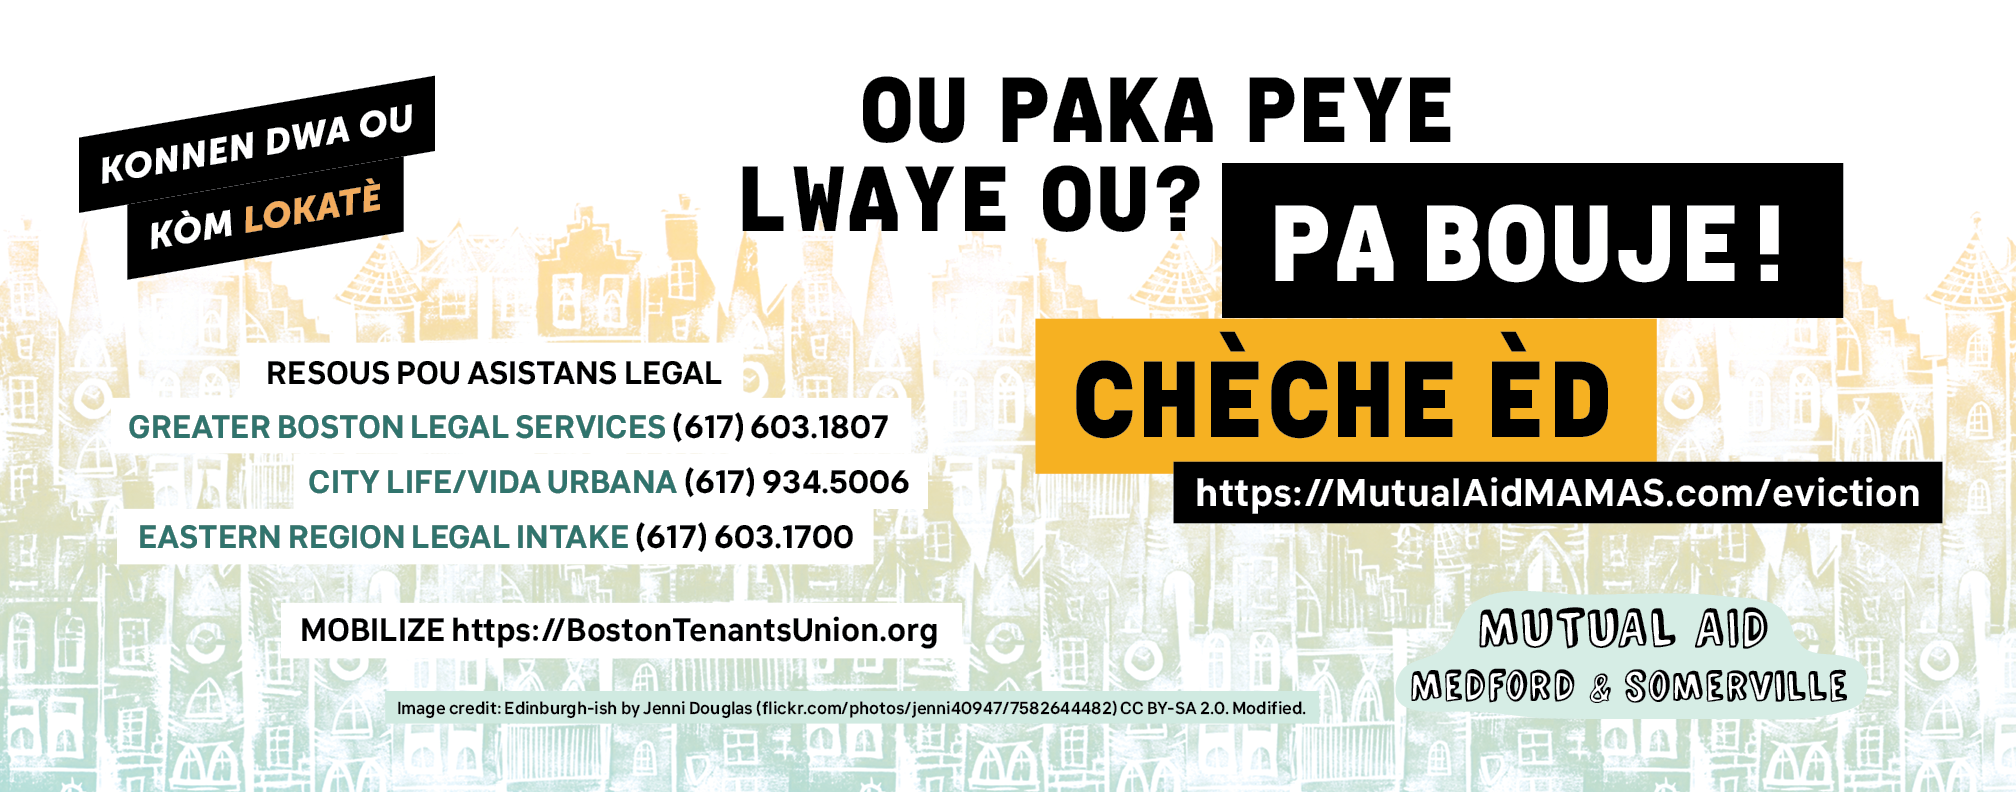 KONNEN DWA OU
KÒM LOKATÈ
OU PAKA PEYE
LWAYE OU?
PA BOUJE!
CHÈCHE ÈD
https://MutualAidMAMAS.com/eviction
RESOUS POU ASISTANS LEGAL
GREATER BOSTON LEGAL SERVICES (617) 603.1807
CITY LIFE/VIDA URBANA (617) 934.5006
EASTERN REGION LEGAL INTAKE (617) 603.1700
MOBILIZE https://BostonTenantsUnion.org
MUTUAL AID
MEDFORD & SOMERVILLE
Image credit: Edinburgh-ish by Jenni Douglas (flickr.com/photos/jenni40947/7582644482) CC BY-SA 2.0. Modified.